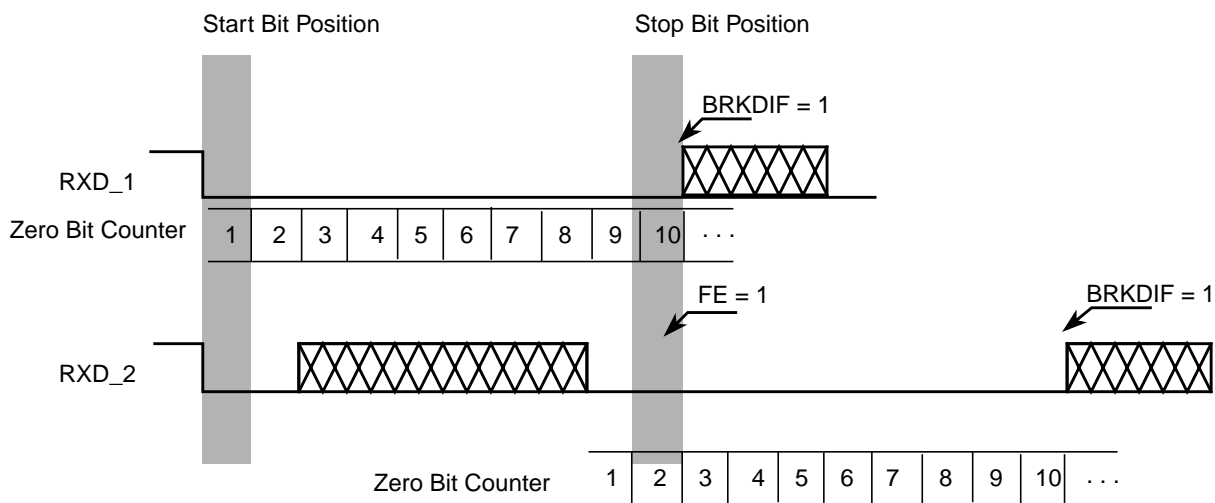 Start Bit Position
Stop Bit Position
BRKDIF = 1
RXD_1
Zero Bit Counter 1 2 3 4 5 6 7 8 9 10 . . .
FE = 1
BRKDIF = 1
RXD_2
Zero Bit Counter 1 2 3 4 5 6 7 8 9 10 . . .